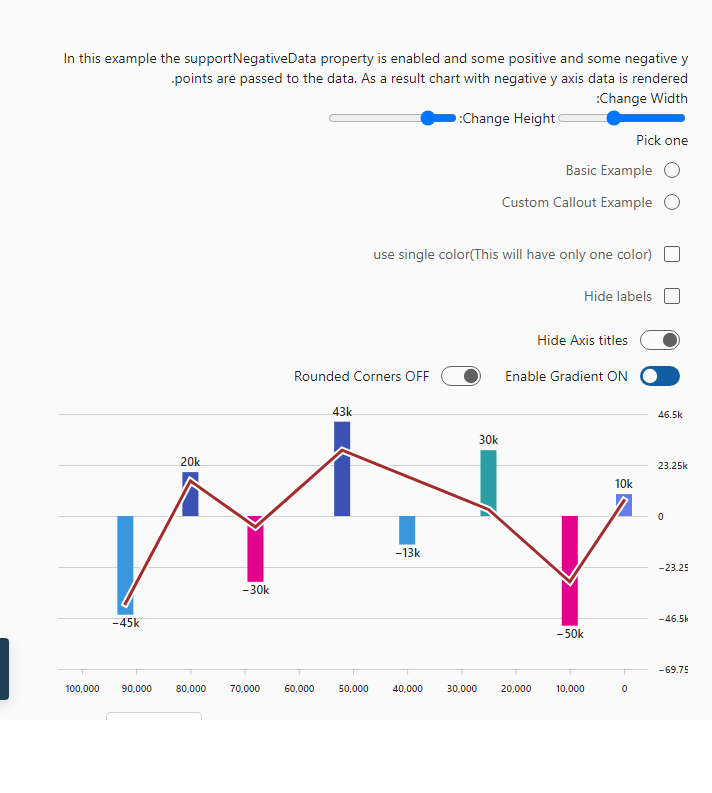 In this example the supportNegativeData property is enabled and some positive and some negative y
.points are passed to the data. As a result chart with negative y axis data is rendered
:Change Width
:Change Height
Pick one
Basic Example
Custom Callout Example
use single color(This will have only one color)
Hide labels
Hide Axis titles
Rounded Corners OFF Enable Gradient ON
43k
46.5k
30k
20k
23.25k
10k
0
−13k
−23.25
−30k
−45k
−46.5k
−50k
−69.75
100,000 90,000 80,000 70,000 60,000 50,000 40,000 30,000 20,000 10,000 0